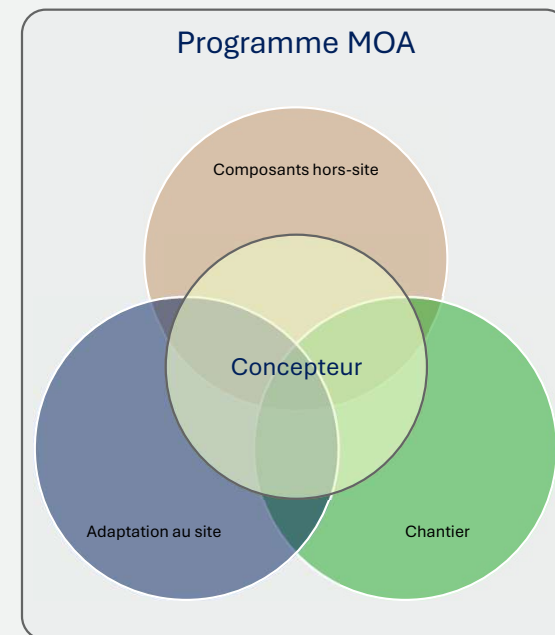 Programme MOA
Composants hors-site
Concepteur
Adaptation au site
Chantier